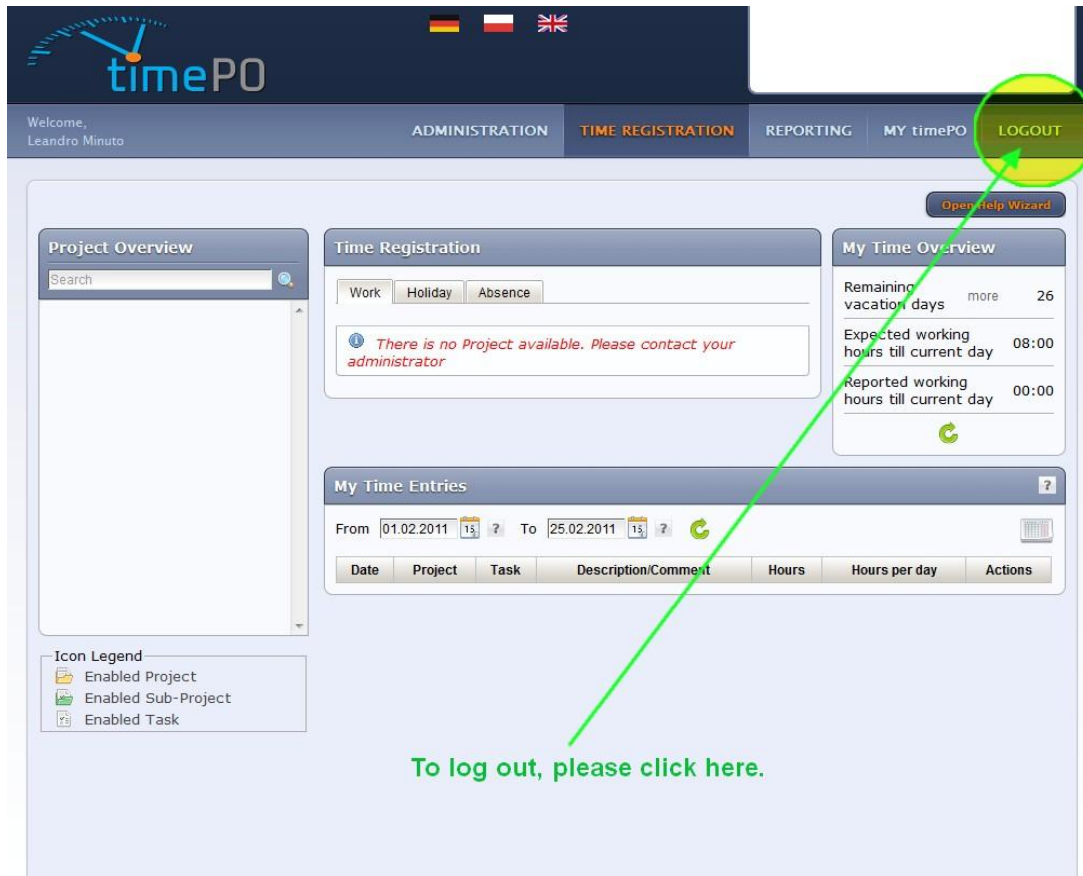 timePO
Welcome,
Leandro Minuto
ADMINISTRATION
TIME REGISTRATION
REPORTING
MY timePO
LOGOUT
Open Help Wizard
Project Overview
Search
Time Registration
Work Holiday Absence
There is no Project available. Please contact your
administrator
My Time Overview
Remaining
vacation days more 26
Expected working
hours till current day 08:00
Reported working
hours till current day 00:00
My Time Entries
?
From 01.02.2011 15 ? To 25.02.2011 15 ?
Date Project Task Description/Comment Hours Hours per day Actions
Icon Legend
Enabled Project
Enabled Sub-Project
Enabled Task
To log out, please click here.